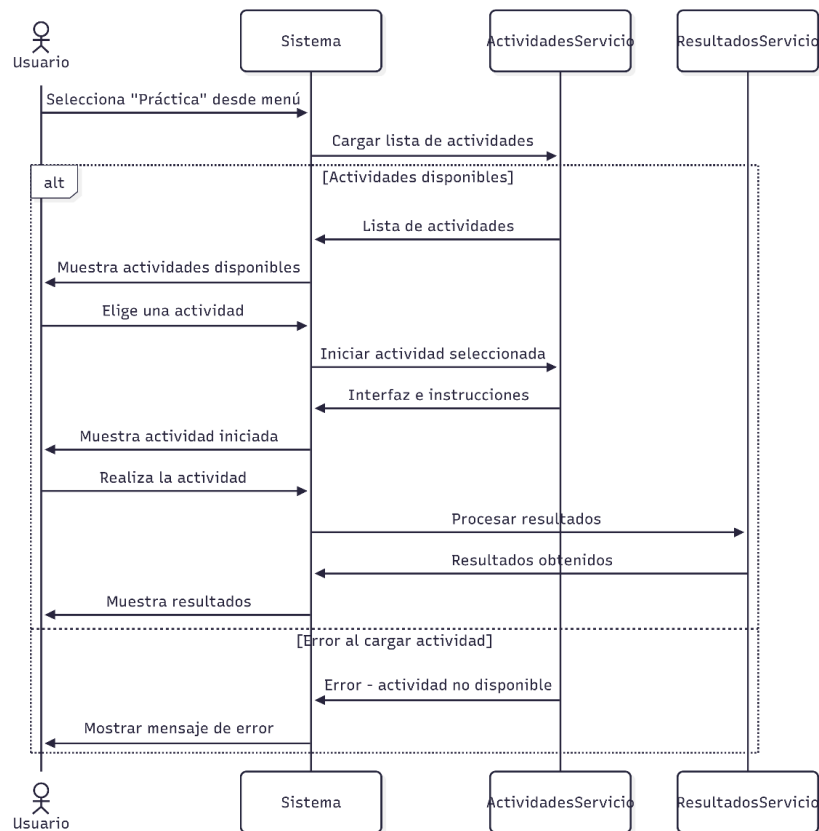 Usuario
Sistema
ActividadesServicio
ResultadosServicio
Selecciona "Práctica" desde menú
Cargar lista de actividades
alt
[Actividades disponibles]
Lista de actividades
Muestra actividades disponibles
Elige una actividad
Iniciar actividad seleccionada
Interfaz e instrucciones
Muestra actividad iniciada
Realiza la actividad
Procesar resultados
Resultados obtenidos
Muestra resultados
[Error al cargar actividad]
Error - actividad no disponible
Mostrar mensaje de error
Usuario
Sistema
ActividadesServicio
ResultadosServicio